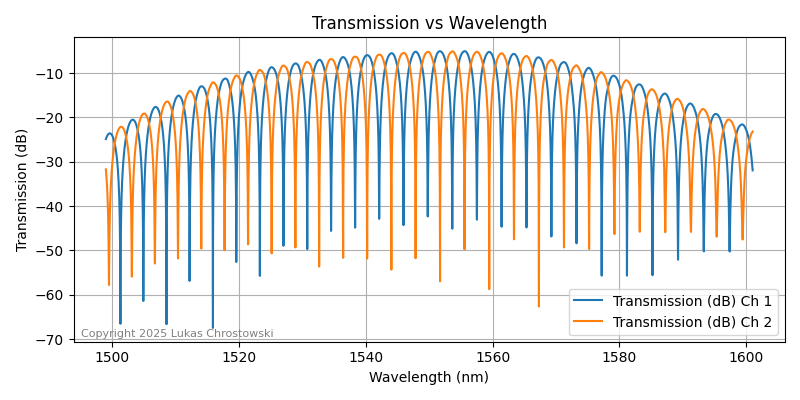 Transmission vs Wavelength
Transmission (dB)
−10
−20
−30
−40
−50
−60
−70
1500
1520
1540
1560
1580
1600
Wavelength (nm)
Transmission (dB) Ch 1
Transmission (dB) Ch 2
Copyright 2025 Lukas Chrostowski